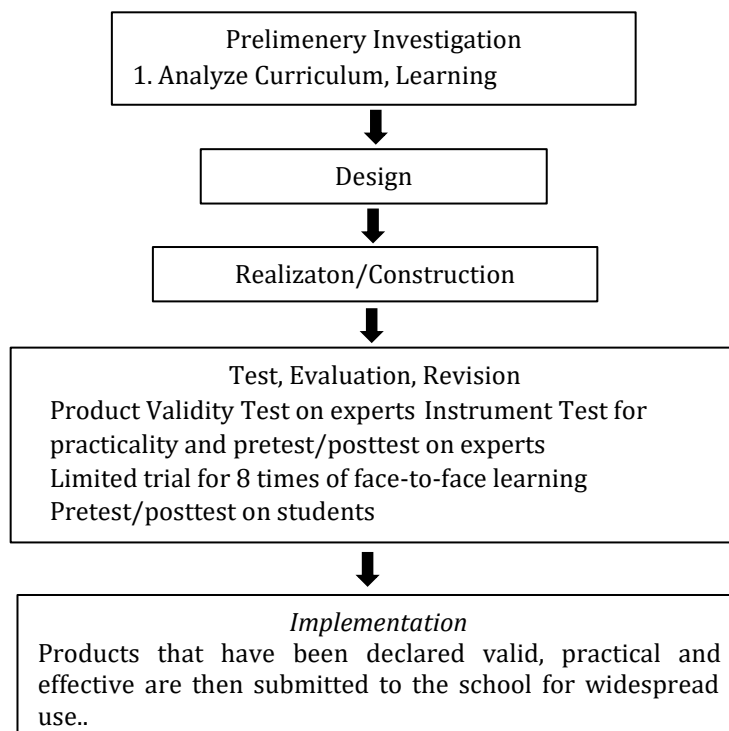 Prelimenery Investigation
1. Analyze Curriculum, Learning
Design
Realizaton/Construction
Test, Evaluation, Revision
Product Validity Test on experts Instrument Test for
practicality and pretest/posttest on experts
Limited trial for 8 times of face-to-face learning
Pretest/posttest on students
Implementation
Products that have been declared valid, practical and
effective are then submitted to the school for widespread
use..